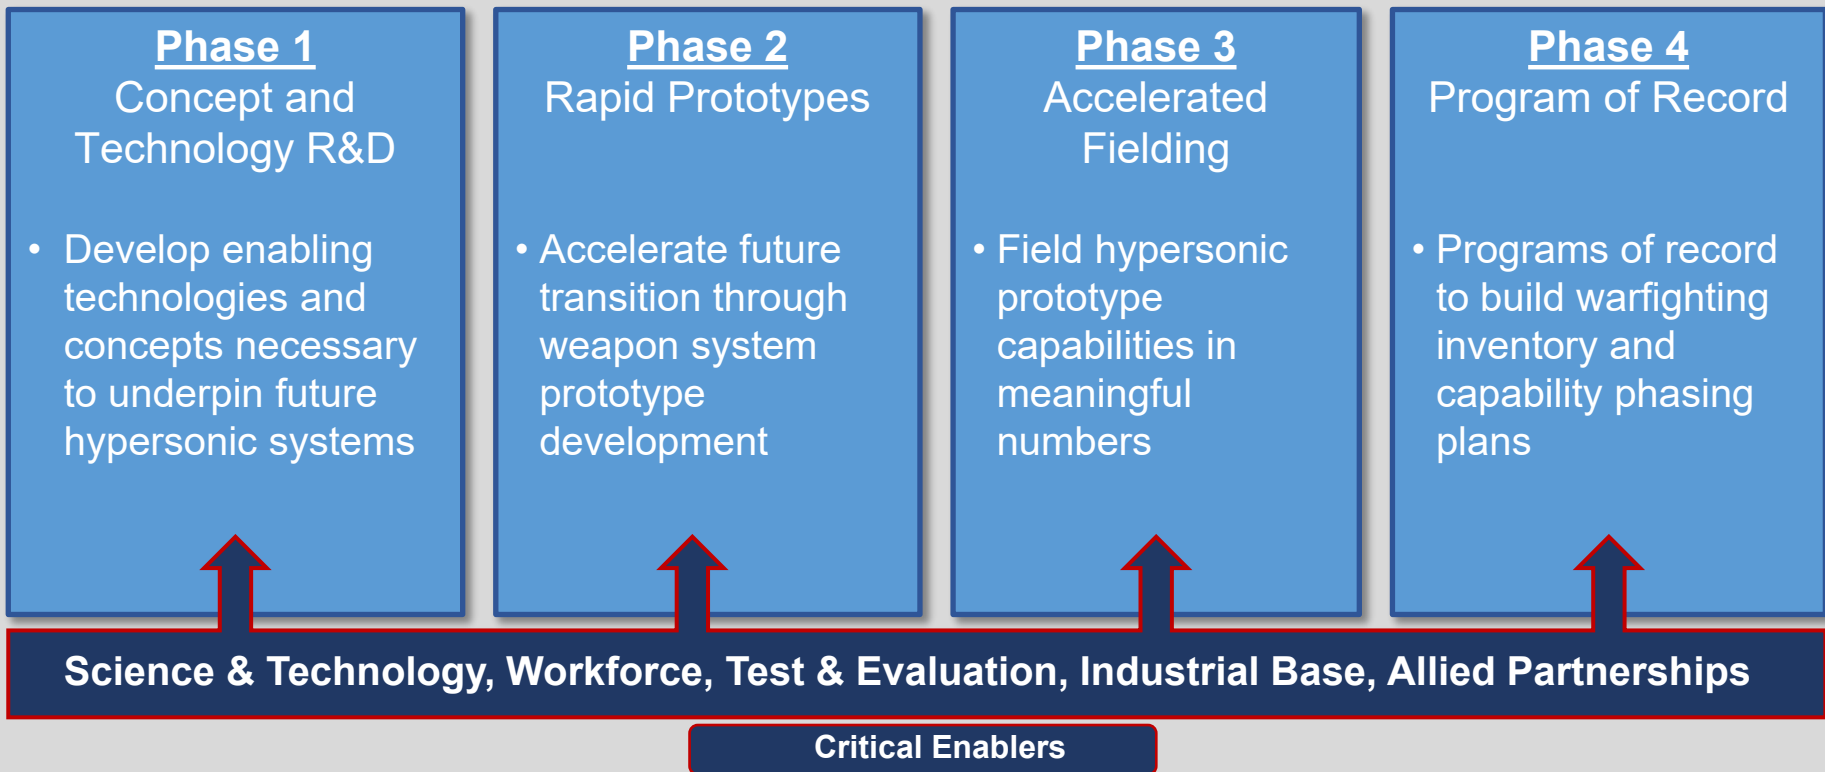 Phase 1
Concept and
Technology R&D
• Develop enabling
technologies and
concepts necessary
to underpin future
hypersonic systems
Phase 2
Rapid Prototypes
• Accelerate future
transition through
weapon system
prototype
development
Phase 3
Accelerated
Fielding
• Field hypersonic
prototype
capabilities in
meaningful
numbers
Phase 4
Program of Record
• Programs of record
to build warfighting
inventory and
capability phasing
plans
Science & Technology, Workforce, Test & Evaluation, Industrial Base, Allied Partnerships
Critical Enablers